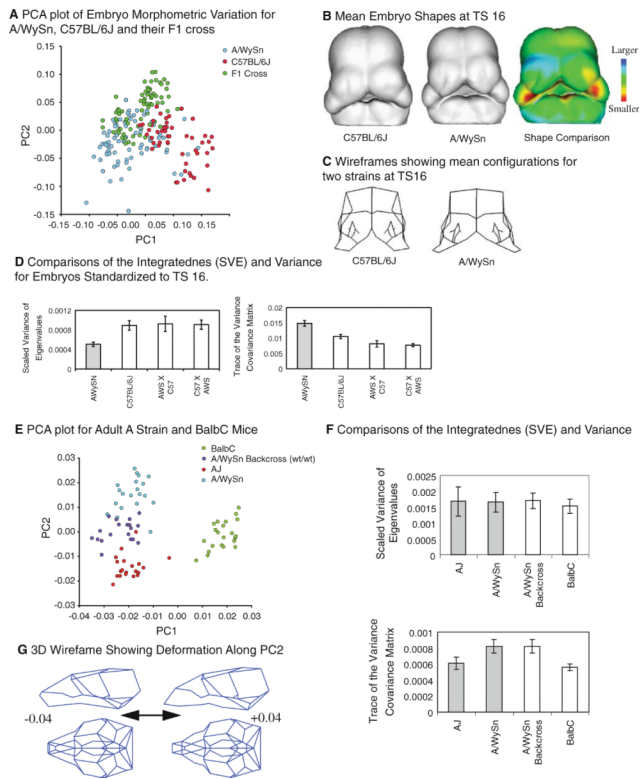 A PCA plot of Embryo Morphometric Variation for
A/WySn, C57BL/6J and their F1 cross
A/WySn
C57BL/6J
F1 Cross
0.15
0.10
0.05
0.00
-0.05
-0.10
-0.15
PC2
-0.15 -0.10 -0.05 0.00 0.05 0.10 0.15
PC1
B Mean Embryo Shapes at TS 16
Larger
Smaller
C57BL/6J
A/WySn
Shape Comparison
C Wireframes showing mean configurations for
two strains at TS16
C57BL/6J
A/WySn
D Comparisons of the Integratednes (SVE) and Variance
for Embryos Standardized to TS 16.
Scaled Variance of
Eigenvalues
0.0012
0.0008
0.0004
0
AWySN
C57BL/6J
AWS X
C57
C57 X
AWS
Trace of the Variance
Covariance Matrix
0.02
0.015
0.01
0.005
0
AWySN
C57BL/6J
AWS X
C57
C57 X
AWS
E PCA plot for Adult A Strain and BalbC Mice
BalbC
A/WySn Backcross (wt/wt)
AJ
A/WySn
0.03
0.02
0.01
0.00
-0.01
-0.02
-0.03
PC2
-0.04 -0.03 -0.02 -0.01 0.00 0.01 0.02 0.03
PC1
F Comparisons of the Integratednes (SVE) and Variance
Scaled Variance of
Eigenvalues
0.0025
0.002
0.0015
0.001
0.0005
0
AJ
A/WySn
A/WySn
Backcross
BalbC
Trace of the Variance
Covariance Matrix
0.001
0.0008
0.0006
0.0004
0.0002
0
AJ
A/WySn
A/WySn
Backcross
BalbC
G 3D Wirefame Showing Deformation Along PC2
-0.04
+0.04